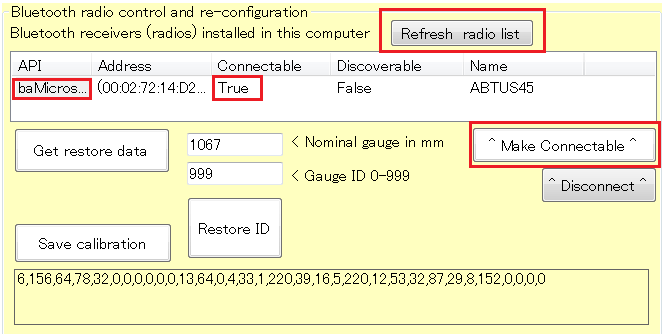 Bluetooth radio control and re-configuration
Bluetooth receivers (radios) installed in this computer
Refresh radio list
API Address Connectable Discoverable Name
baMicros... (00:02:72:14:D2... True False ABTUS45
Get restore data
1067 < Nominal gauge in mm
^ Make Connectable ^
999 < Gauge ID 0-999
^ Disconnect ^
Save calibration
Restore ID
6,156,64,78,32,0,0,0,0,0,0,13,64,0,4,33,1,220,39,16,5,220,12,53,32,87,29,8,152,0,0,0,0